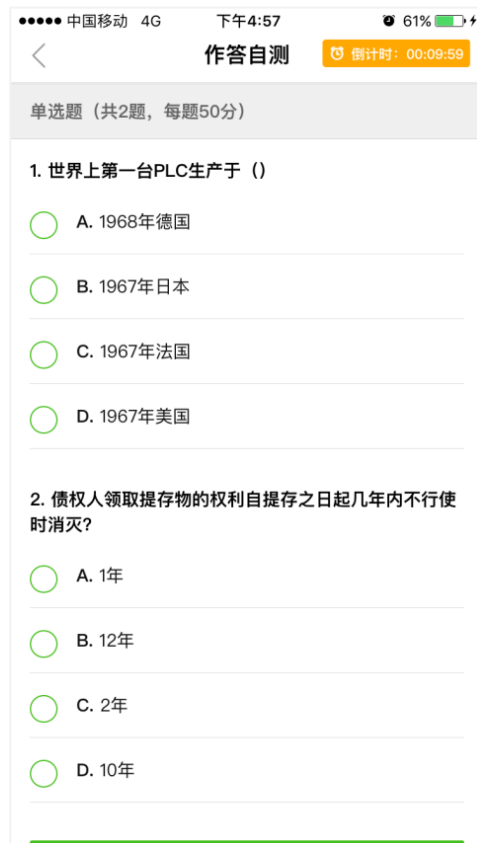 中国移动 4G 下午4:57 61%
作答自测 倒计时：00:09:59
单选题（共2题，每题50分）
1. 世界上第一台PLC生产于（）
A. 1968年德国
B. 1967年日本
C. 1967年法国
D. 1967年美国
2. 债权人领取提存物的权利自提存之日起几年内不行使
时消灭？
A. 1年
B. 12年
C. 2年
D. 10年